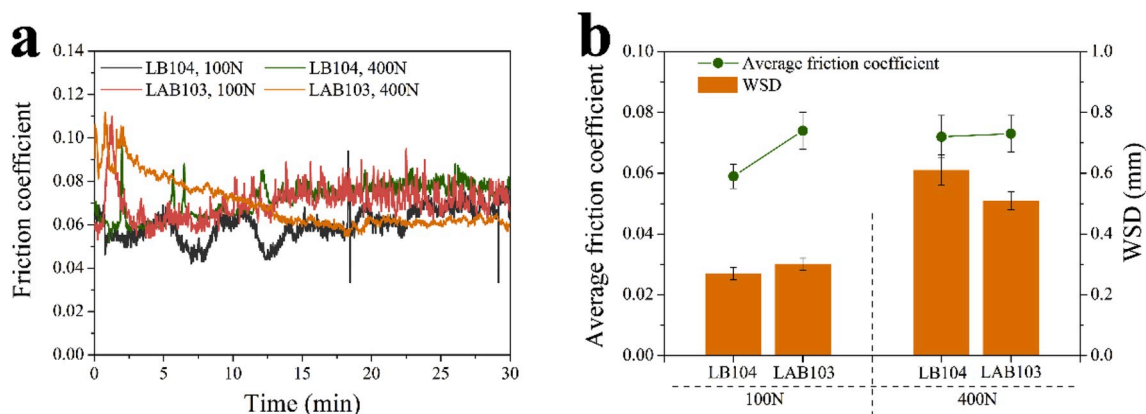 a
0.14
0.12
0.10
0.08
0.06
0.04
0.02
0.00
Friction coefficient
LB104, 100N
LB104, 400N
LAB103, 100N
LAB103, 400N
0 5 10 15 20 25 30
Time (min)
b
0.10
0.08
0.06
0.04
0.02
0.00
Average friction coefficient
Average friction coefficient
WSD
1.0
0.8
0.6
0.4
0.2
0.0
WSD (mm)
LB104 LAB103 LB104 LAB103
100N 400N